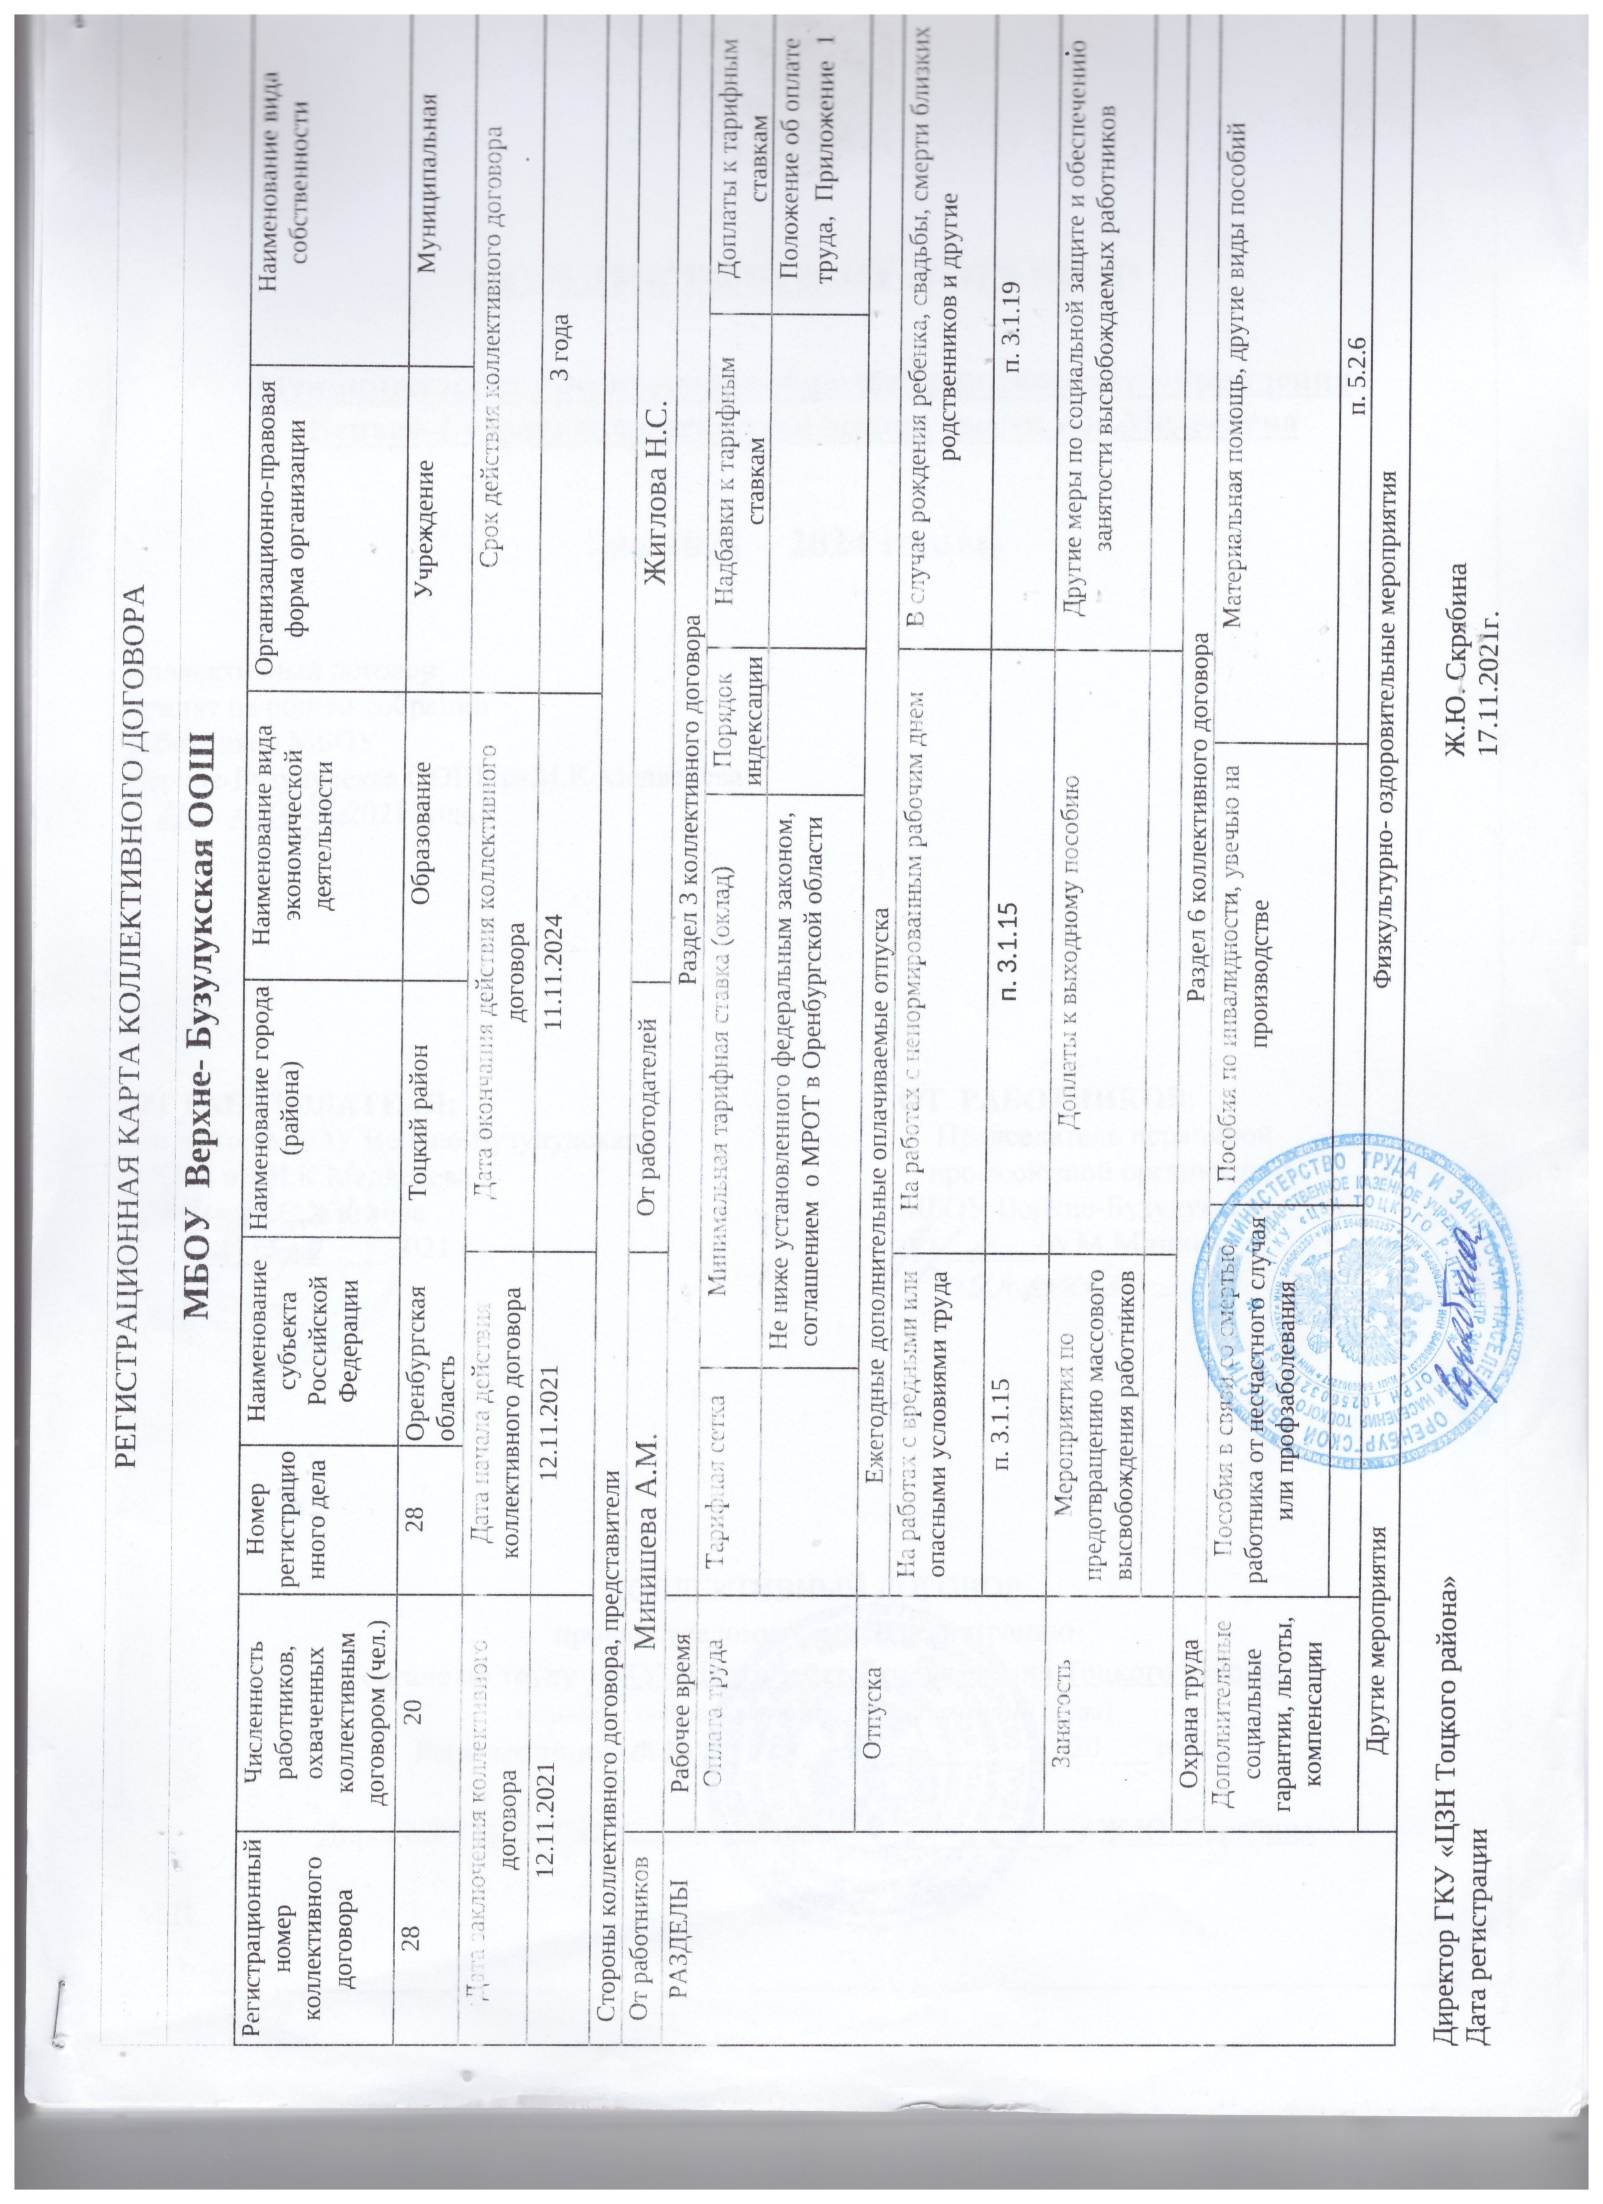 РЕГИСТРАЦИОННАЯ КАРТА КОЛЛЕКТИВНОГО ДОГОВОРА
МБОУ Верхне- Бузулукская ООШ
Регистрационный
номер
коллективного
договора
Численность
работников,
охваченных
коллективным
договором (чел.)
Номер
регистрацио
нного дела
Наименование
субъекта
Российской
Федерации
Наименование города
(района)
Наименование вида
экономической
деятельности
Организационно-правовая
форма организации
Наименование вида
собственности
28
20
28
Оренбургская
область
Тоцкий район
Образование
Учреждение
Муниципальная
Дата заключения коллективного
договора
Дата начала действия
коллективного договора
Дата окончания действия коллективного
договора
Срок действия коллективного договора
12.11.2021
12.11.2021
11.11.2024
3 года
Стороны коллективного договора, представители
От работников
Минишева А.М.
От работодателей
Жиглова Н.С.
РАЗДЕЛЫ
Рабочее время
Раздел 3 коллективного договора
Оплата труда
Тарифная сетка
Минимальная тарифная ставка (оклад)
Порядок
индексации
Надбавки к тарифным
ставкам
Доплаты к тарифным
ставкам
Не ниже установленного федеральным законом,
соглашением о МРОТ в Оренбургской области
Положение об оплате
труда, Приложение 1
Отпуска
Ежегодные дополнительные оплачиваемые отпуска
На работах с вредными или
опасными условиями труда
На работах с ненормированным рабочим днем
В случае рождения ребенка, свадьбы, смерти близких
родственников и другие
п. 3.1.15
п. 3.1.15
п. 3.1.19
Занятость
Мероприятия по
предотвращению массового
высвобождения работников
Доплаты к выходному пособию
Другие меры по социальной защите и обеспечению
занятости высвобождаемых работников
Охрана труда
Раздел 6 коллективного договора
Дополнительные
социальные
гарантии, льготы,
компенсации
Пособия в связи со смертью
работника от несчастного случая
или профзаболевания
Пособия по инвалидности, увечью на
производстве
Материальная помощь, другие виды пособий
п. 5.2.6
Другие мероприятия
Физкультурно- оздоровительные мероприятия
Директор ГКУ «ЦЗН Тоцкого района»
Ж.Ю.Скрябина
Дата регистрации
17.11.2021г.